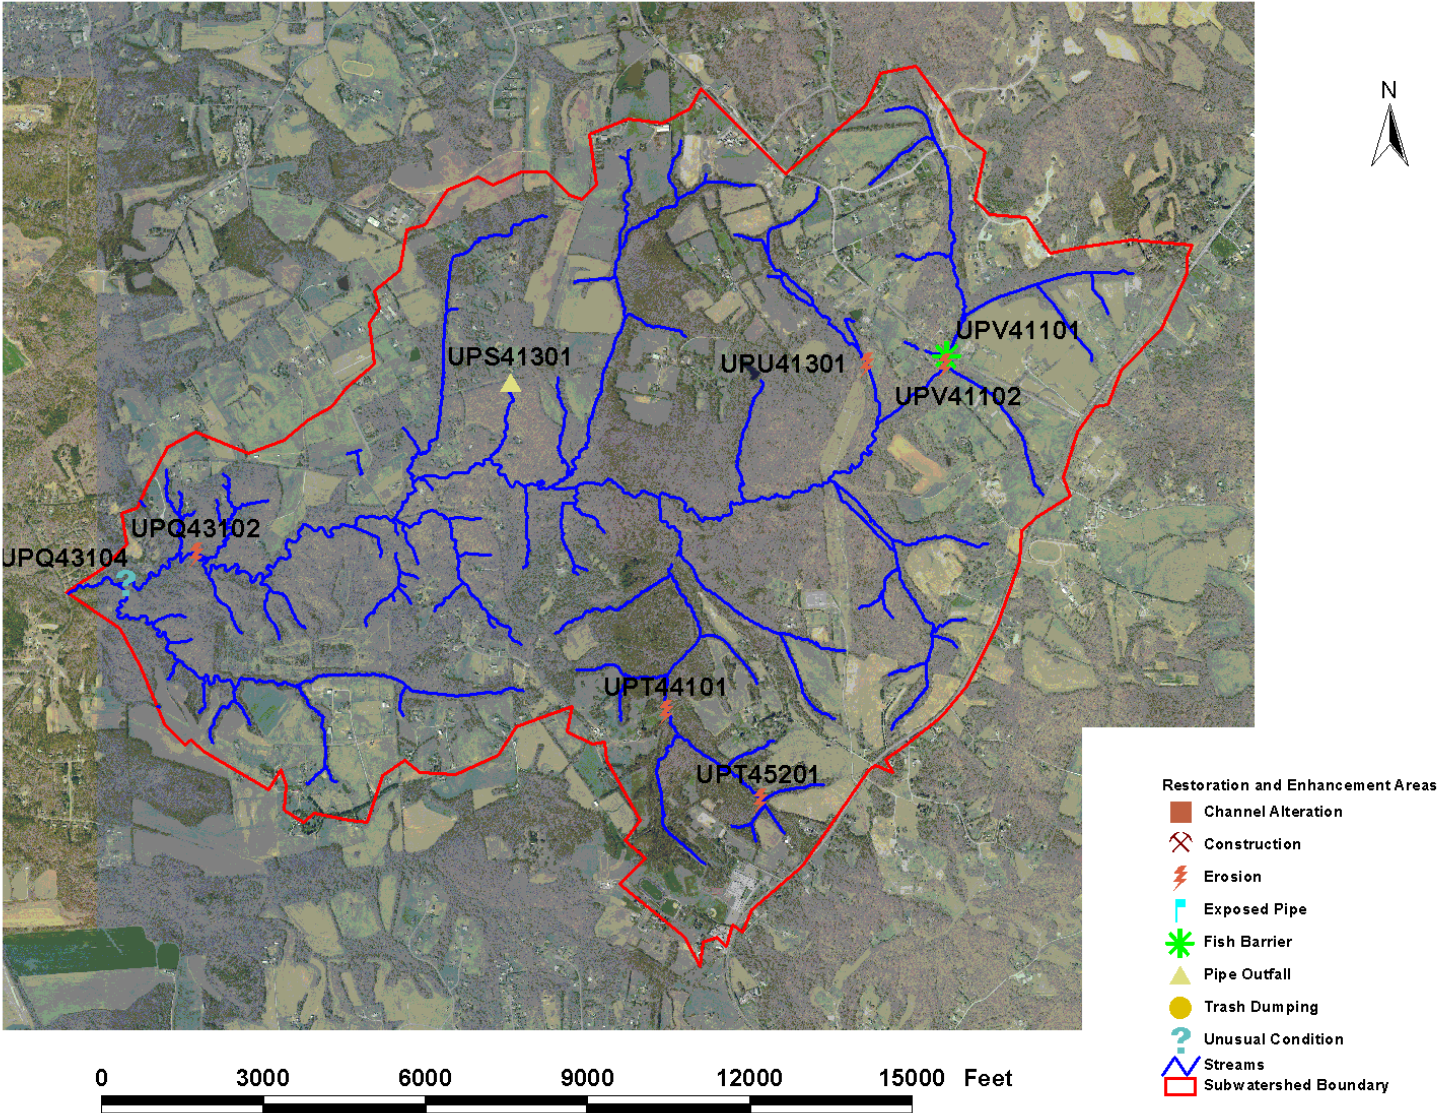 N
UPV41101
UPS41301
UPU41301
UPV41102
UPQ43102
UPQ43104
UPT44101
UPT45201
Restoration and Enhancement Areas
Channel Alteration
Construction
Erosion
Exposed Pipe
Fish Barrier
Pipe Outfall
Trash Dumping
Unusual Condition
Streams
Subwatershed Boundary
0 3000 6000 9000 12000 15000 Feet